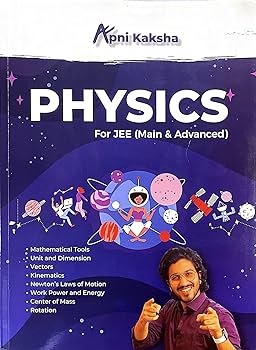 Apni Kaksha
PHYSICS
For JEE (Main & Advanced)
• Mathematical Tools
• Unit and Dimension
• Vectors
• Kinematics
• Newton's Laws of Motion
• Work Power and Energy
• Center of Mass
• Rotation